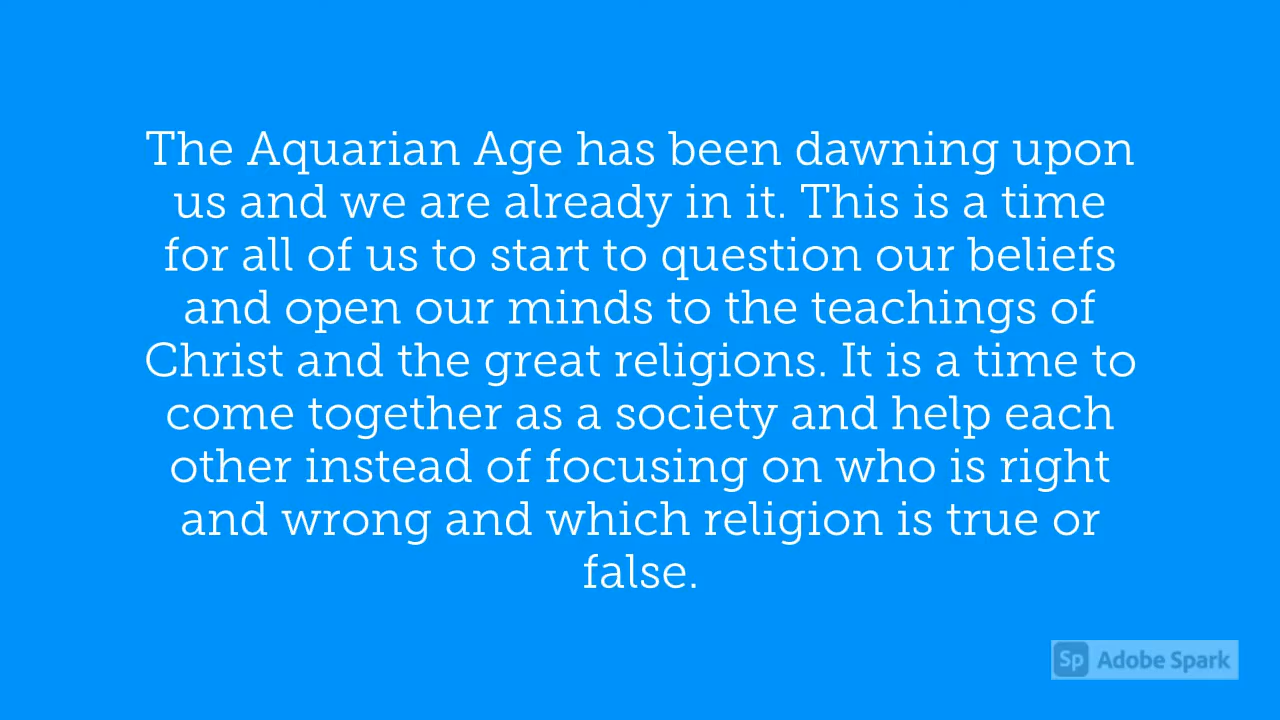 The Aquarian Age has been dawning upon
us and we are already in it. This is a time
for all of us to start to question our beliefs
and open our minds to the teachings of
Christ and the great religions. It is a time to
come together as a society and help each
other instead of focusing on who is right
and wrong and which religion is true or
false.
Sp Adobe Spark